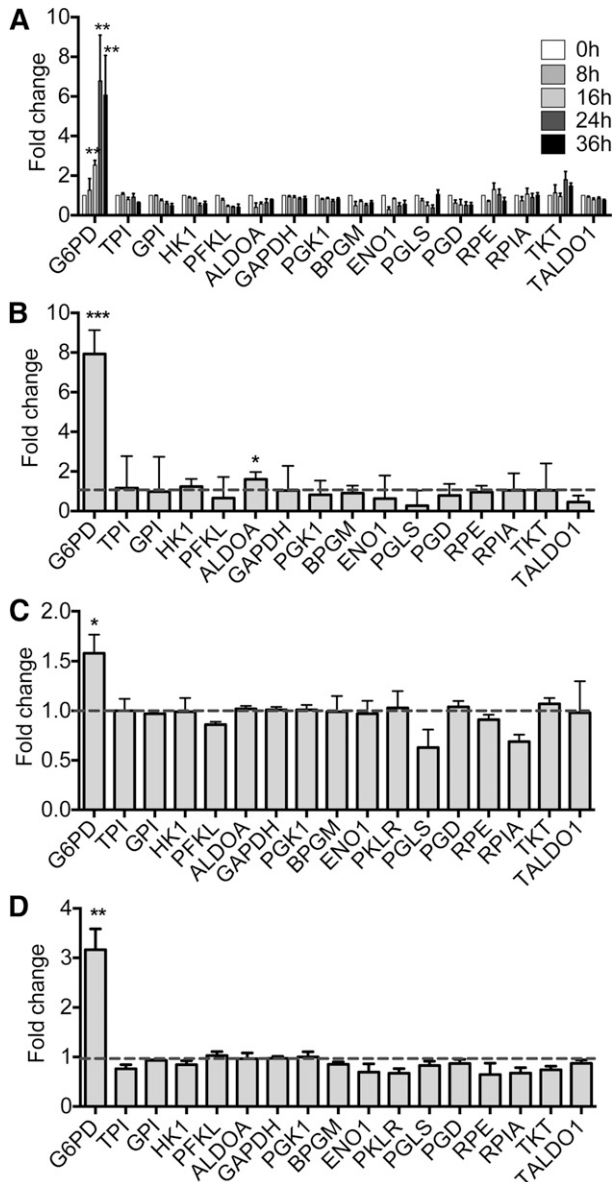 A
Fold change
10
8
6
4
2
0
**
**
**
0h
8h
16h
24h
36h
G6PD
TPI
GPI
HK1
PFKL
ALDOA
GAPDH
PGK1
BPGM
ENO1
PGLS
PGD
RPE
RPIA
TKT
TALDO1
B
Fold change
10
8
6
4
2
0
***
*
G6PD
TPI
GPI
HK1
PFKL
ALDOA
GAPDH
PGK1
BPGM
ENO1
PGLS
PGD
RPE
RPIA
TKT
TALDO1
C
Fold change
2.0
1.5
1.0
0.5
0.0
*
G6PD
TPI
GPI
HK1
PFKL
ALDOA
GAPDH
PGK1
BPGM
ENO1
PKLR
PGLS
PGD
RPE
RPIA
TKT
TALDO1
D
Fold change
4
3
2
1
0
**
G6PD
TPI
GPI
HK1
PFKL
ALDOA
GAPDH
PGK1
BPGM
ENO1
PKLR
PGLS
PGD
RPE
RPIA
TKT
TALDO1